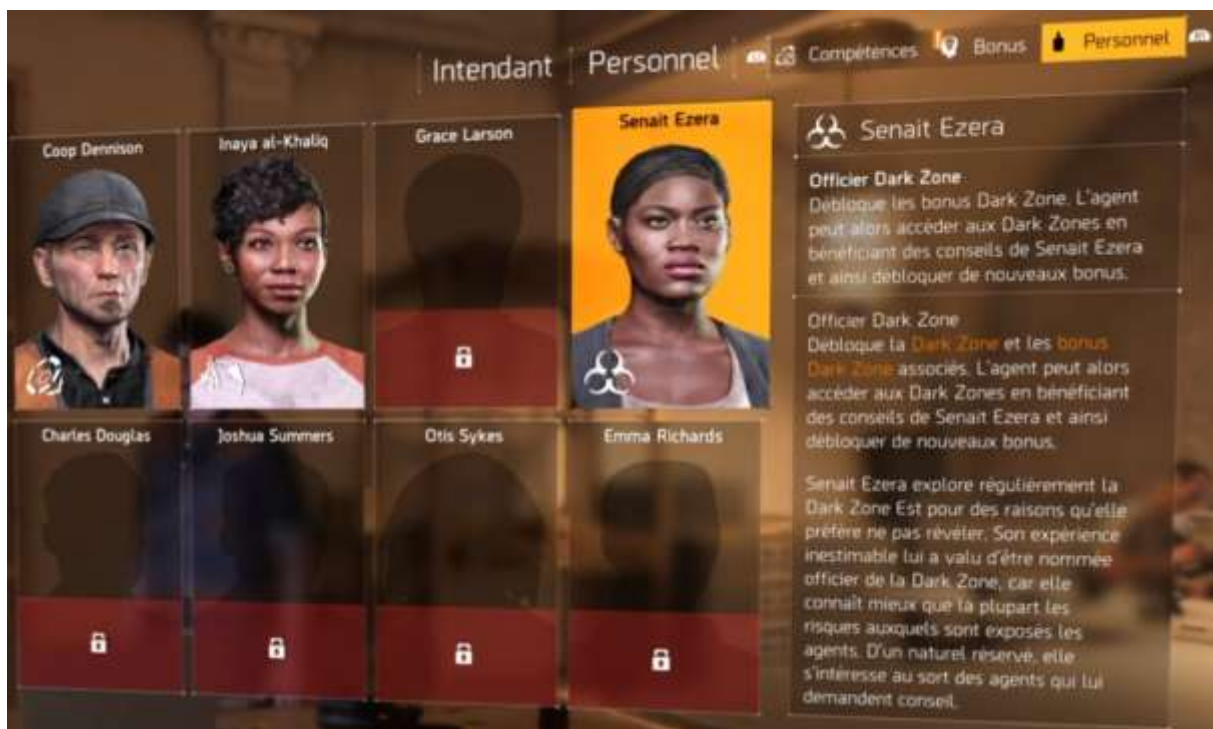 Intendant
Personnel
Compétences
Bonus
Personnel
Coop Dennison
Inaya al-Khaliq
Grace Larson
Senait Ezera
Charles Douglas
Joshua Summers
Otis Sykes
Emma Richards
Senait Ezera
Officier Dark Zone
Débloque les bonus Dark Zone. L'agent
peut alors accéder aux Dark Zones en
bénéficiant des conseils de Senait Ezera
et ainsi débloquer de nouveaux bonus.
Officier Dark Zone
Débloque la Dark Zone et les bonus
Dark Zone associés. L'agent peut alors
accéder aux Dark Zones en bénéficiant
des conseils de Senait Ezera et ainsi
débloquer de nouveaux bonus.
Senait Ezera explore régulièrement la
Dark Zone Est pour des raisons qu'elle
préfère ne pas révéler. Son expérience
inestimable lui a valu d'être nommée
officier de la Dark Zone, car elle
connaît mieux que la plupart les
risques auxquels sont exposés les
agents. D'un naturel réservé, elle
s'intéresse au sort des agents qui lui
demandent conseil.